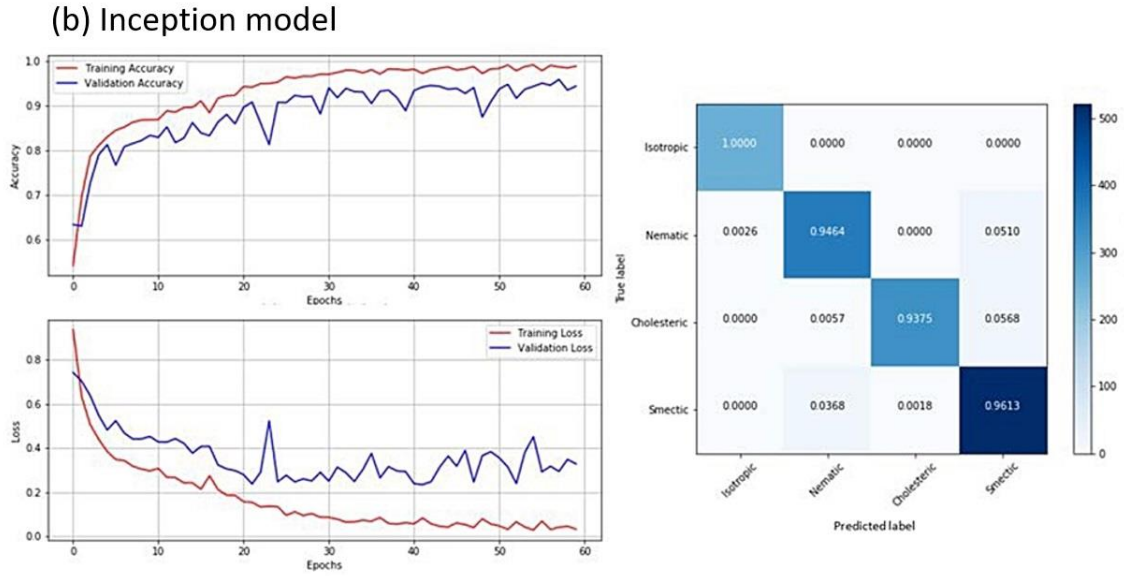 (b) Inception model
Training Accuracy
Validation Accuracy
1.0
0.9
0.8
0.7
0.6
Accuracy
0 10 20 30 40 50 60
Epochs
Training Loss
Validation Loss
0.8
0.6
0.4
0.2
0.0
Loss
0 10 20 30 40 50 60
Epochs
Isotropic 1.0000 0.0000 0.0000 0.0000
Nematic 0.0026 0.9464 0.0000 0.0510
Cholesteric 0.0000 0.0057 0.9375 0.0568
Smectic 0.0000 0.0368 0.0018 0.9613
True label
Isotropic Nematic Cholesteric Smectic
Predicted label
500
400
300
200
100
0